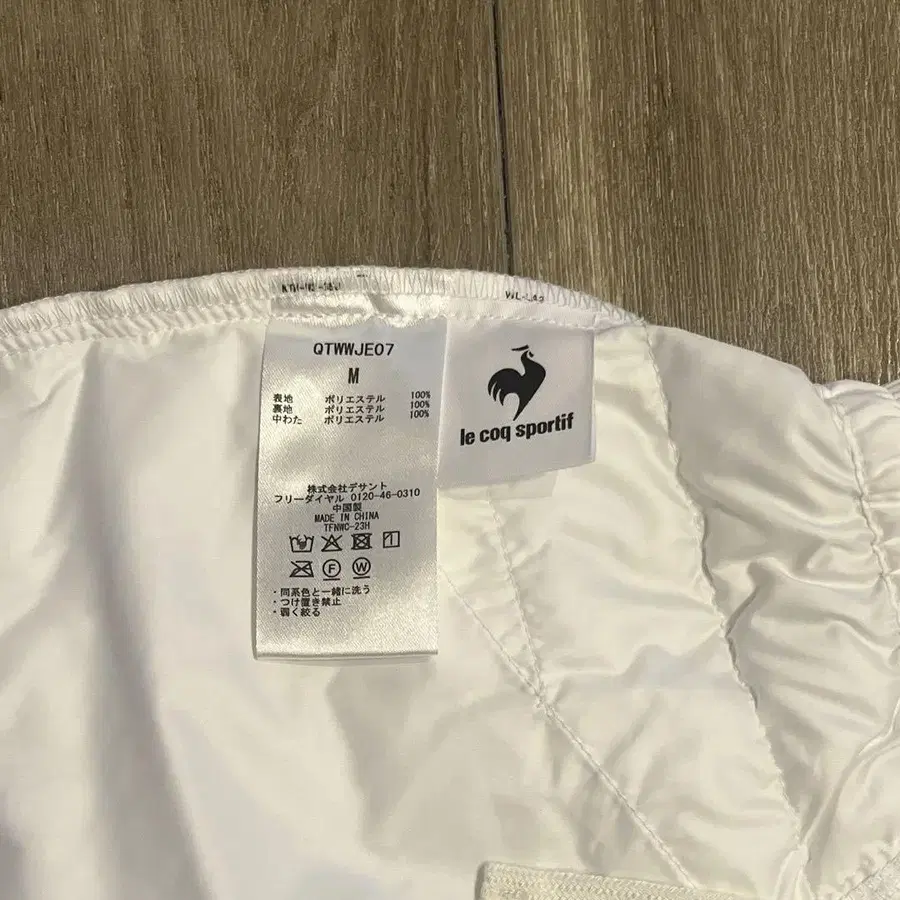 QTWWJE07
M
表地 ポリエステル 100%
裏地 ポリエステル 100%
中わた ポリエステル 100%
株式会社デサント
フリーダイヤル 0120-46-0310
中国製
MADE IN CHINA
TFNWC-23H
F W
・同系色と一緒に洗う
・つけ置き禁止
・弱く絞る
le coq sportif